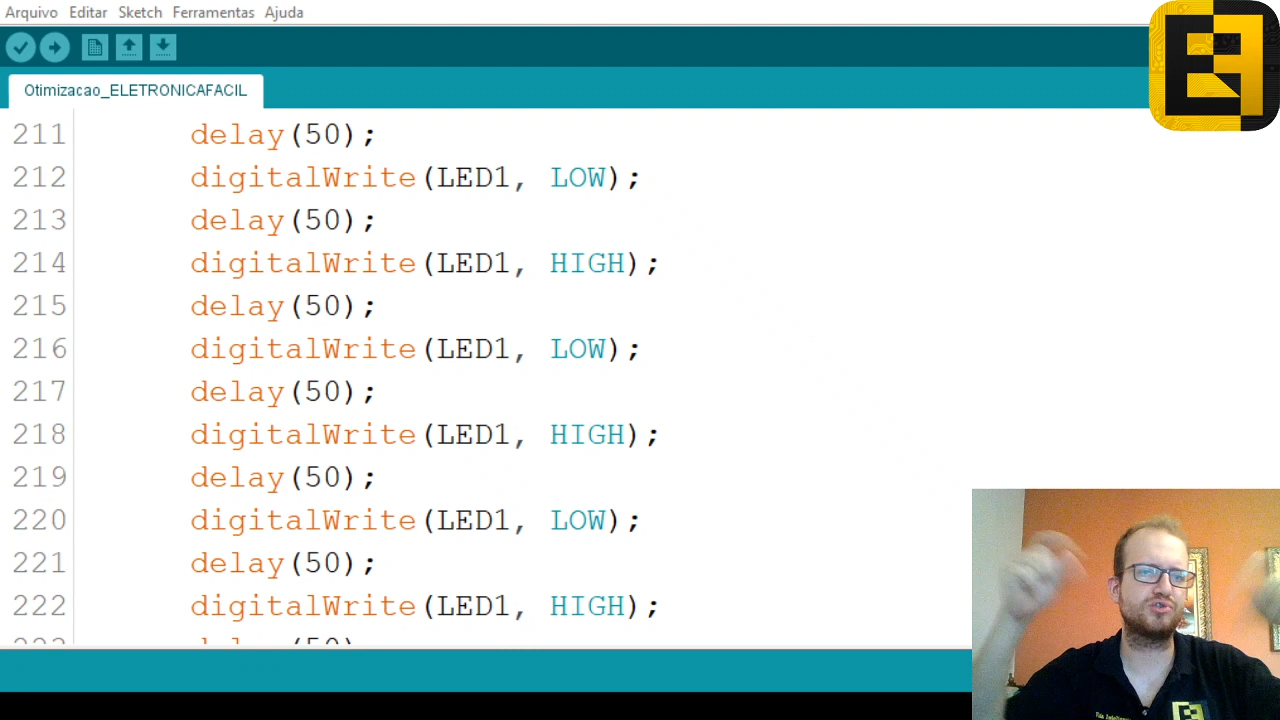 Arquivo Editar Sketch Ferramentas Ajuda
EF
Otimizacao_ELETRONICAFACIL
211 delay(50);
212 digitalWrite(LED1, LOW);
213 delay(50);
214 digitalWrite(LED1, HIGH);
215 delay(50);
216 digitalWrite(LED1, LOW);
217 delay(50);
218 digitalWrite(LED1, HIGH);
219 delay(50);
220 digitalWrite(LED1, LOW);
221 delay(50);
222 digitalWrite(LED1, HIGH);